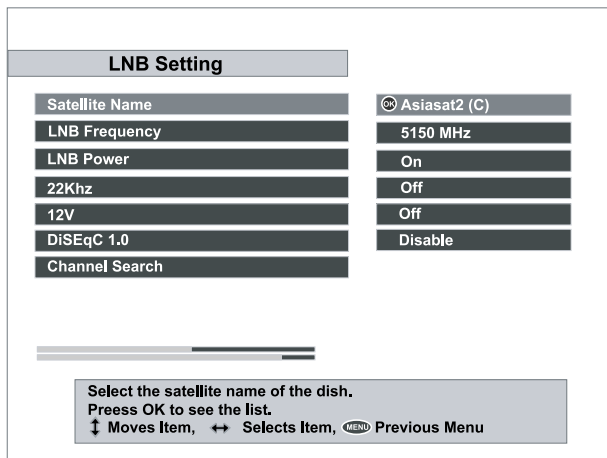 LNB Setting
Satellite Name OK Asiasat2 (C)
LNB Frequency 5150 MHz
LNB Power On
22Khz Off
12V Off
DiSEqC 1.0 Disable
Channel Search
Select the satellite name of the dish.
Preess OK to see the list.
Moves Item, Selects Item, MENU Previous Menu